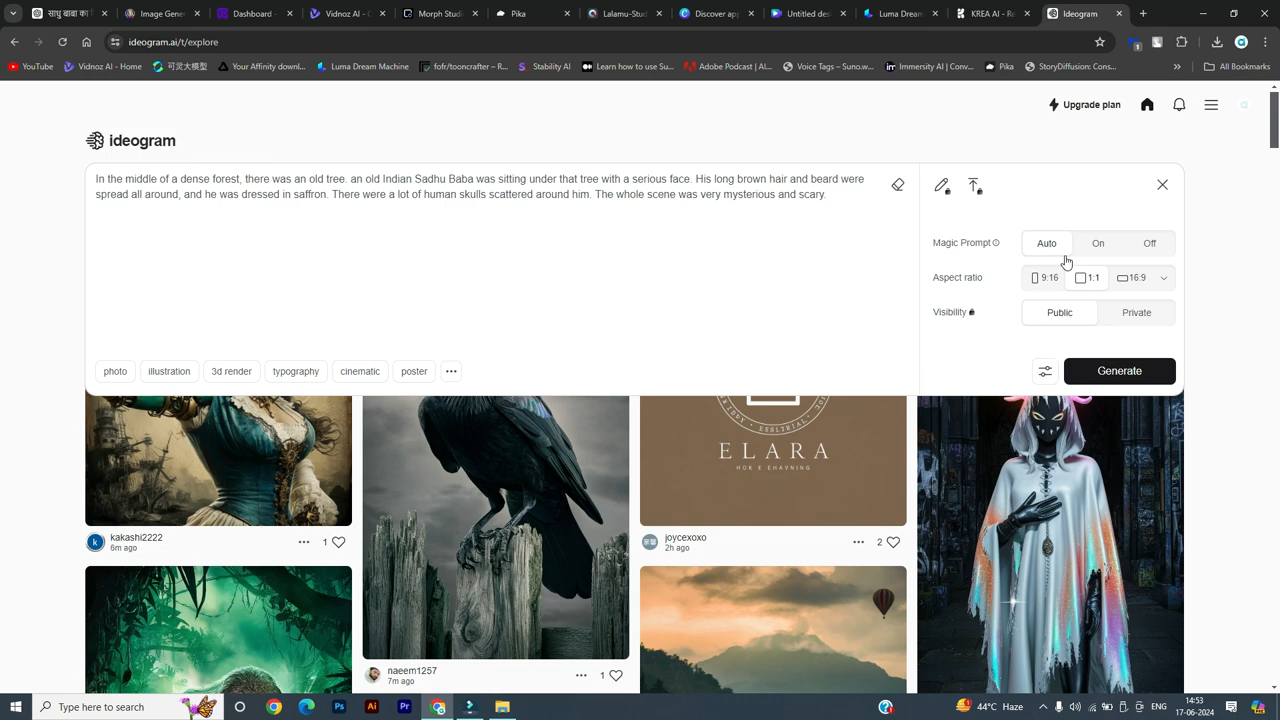 साधु बाबा का
Image Gener
Dashboard -
Vidnoz AI - C
Morph Studi
Pika
Lalamu-Stud
Discover ap
Untitled desi
Luma Drean
KREA AI - Re
Ideogram
ideogram.ai/t/explore
YouTube
Vidnoz AI - Home
可灵大模型
Your Affinity downl...
Luma Dream Machine
fofr/tooncrafter – R...
Stability AI
Learn how to use Su...
Adobe Podcast | AI...
Voice Tags – Suno.w...
Immersity AI | Conv...
Pika
StoryDiffusion: Cons...
»
All Bookmarks
Upgrade plan
ideogram
In the middle of a dense forest, there was an old tree. an old Indian Sadhu Baba was sitting under that tree with a serious face. His long brown hair and beard were
spread all around, and he was dressed in saffron. There were a lot of human skulls scattered around him. The whole scene was very mysterious and scary.
Magic Prompt
Auto
On
Off
Aspect ratio
9:16
1:1
16:9
Visibility
Public
Private
photo
illustration
3d render
typography
cinematic
poster
Generate
ELARA
HOK E EHAVNING
kakashi2222
6m ago
1
joycexoxo
2h ago
2
naeem1257
7m ago
1
Type here to search
44°C Haze
ENG
14:53
17-06-2024